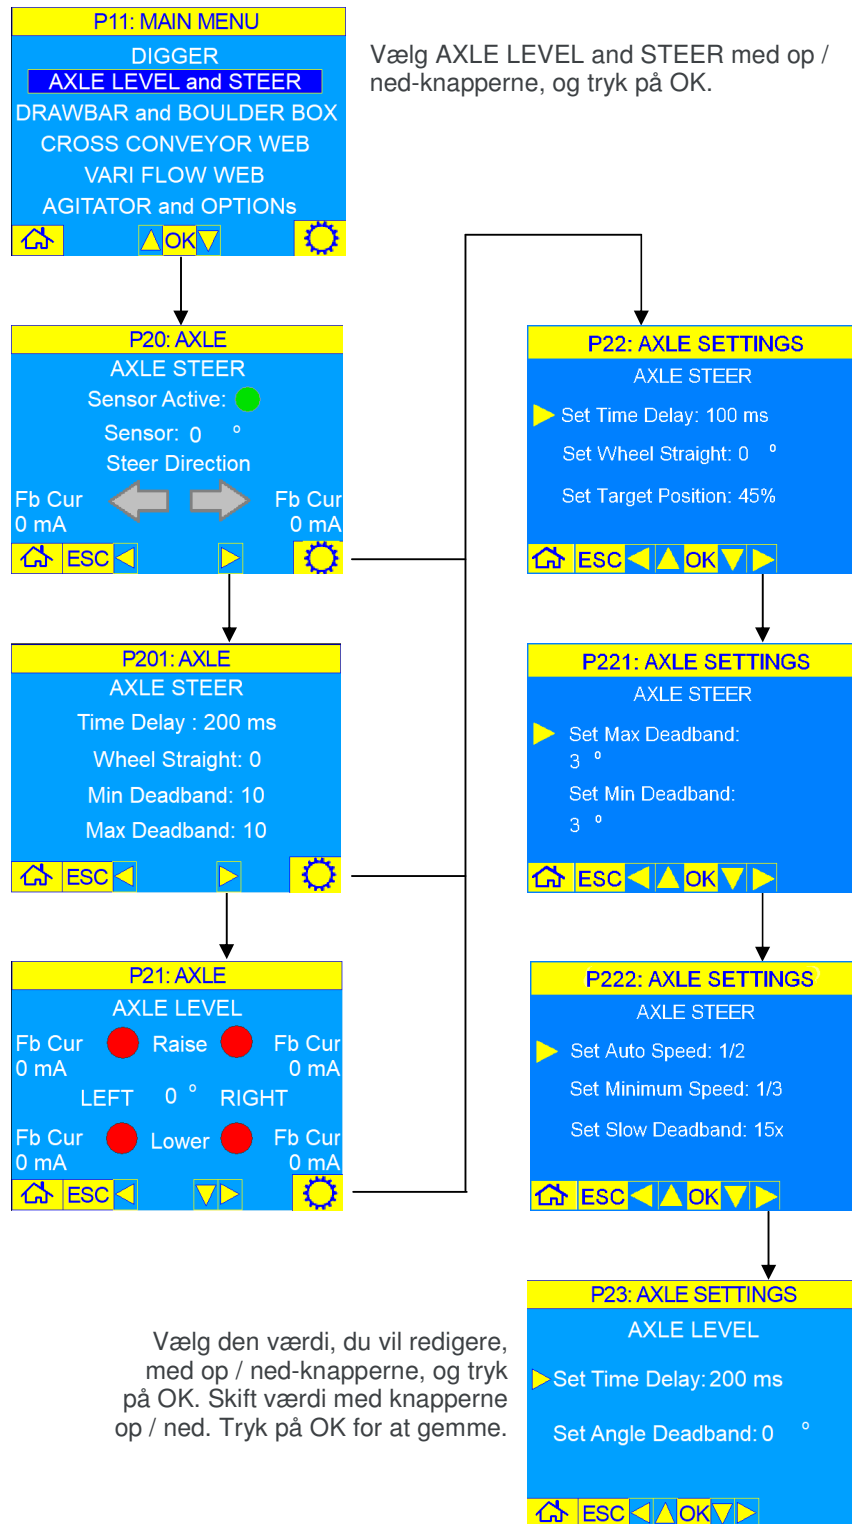 P11: MAIN MENU
DIGGER
AXLE LEVEL and STEER
DRAWBAR and BOULDER BOX
CROSS CONVEYOR WEB
VARI FLOW WEB
AGITATOR and OPTIONs
OK
Vælg AXLE LEVEL and STEER med op /
ned-knapperne, og tryk på OK.
P20: AXLE
AXLE STEER
Sensor Active:
Sensor: 0 °
Steer Direction
Fb Cur Fb Cur
0 mA 0 mA
ESC
P201: AXLE
AXLE STEER
Time Delay : 200 ms
Wheel Straight: 0
Min Deadband: 10
Max Deadband: 10
ESC
P21: AXLE
AXLE LEVEL
Fb Cur Raise Fb Cur
0 mA 0 mA
LEFT 0 ° RIGHT
Fb Cur Lower Fb Cur
0 mA 0 mA
ESC
P22: AXLE SETTINGS
AXLE STEER
Set Time Delay: 100 ms
Set Wheel Straight: 0 °
Set Target Position: 45%
ESC OK
P221: AXLE SETTINGS
AXLE STEER
Set Max Deadband:
3 °
Set Min Deadband:
3 °
ESC OK
P222: AXLE SETTINGS
AXLE STEER
Set Auto Speed: 1/2
Set Minimum Speed: 1/3
Set Slow Deadband: 15x
ESC OK
P23: AXLE SETTINGS
AXLE LEVEL
Set Time Delay: 200 ms
Set Angle Deadband: 0 °
ESC OK
Vælg den værdi, du vil redigere,
med op / ned-knapperne, og tryk
på OK. Skift værdi med knapperne
op / ned. Tryk på OK for at gemme.